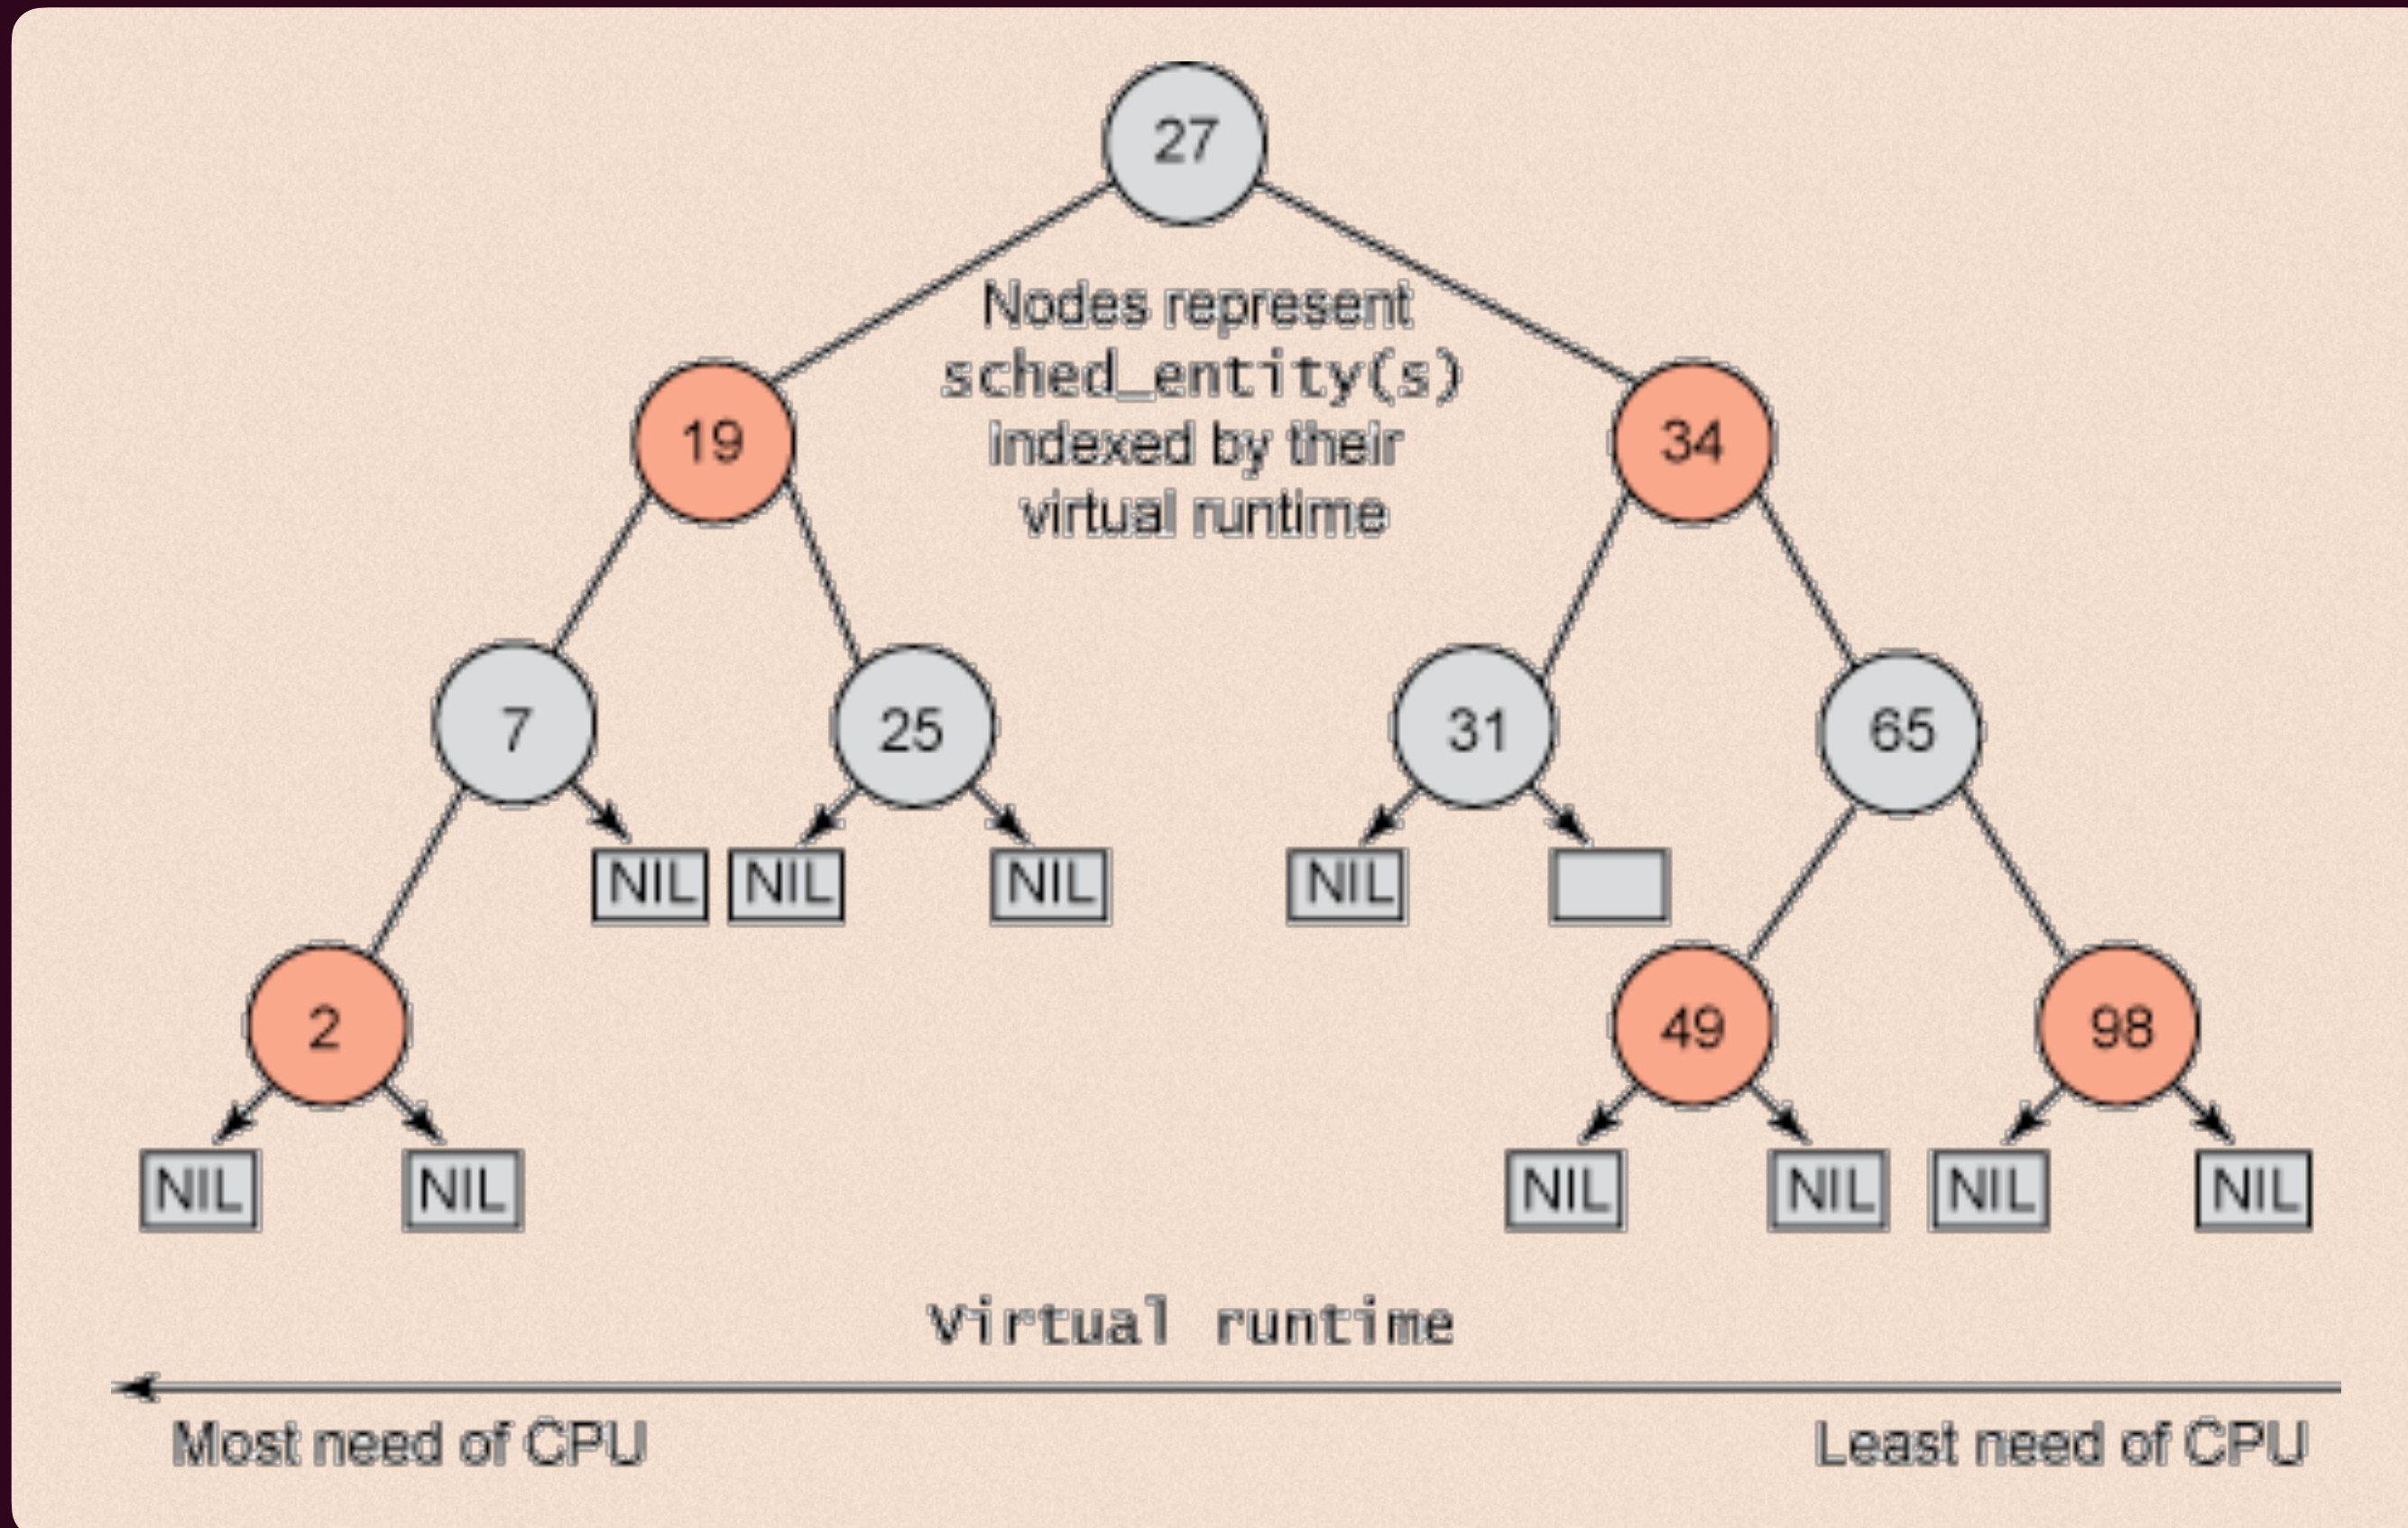 27
Nodes represent
sched_entity(s)
indexed by their
virtual runtime
19
34
7
25
31
65
NIL
NIL
NIL
NIL
2
49
98
NIL
NIL
NIL
NIL
NIL
NIL
Virtual runtime
Most need of CPU
Least need of CPU